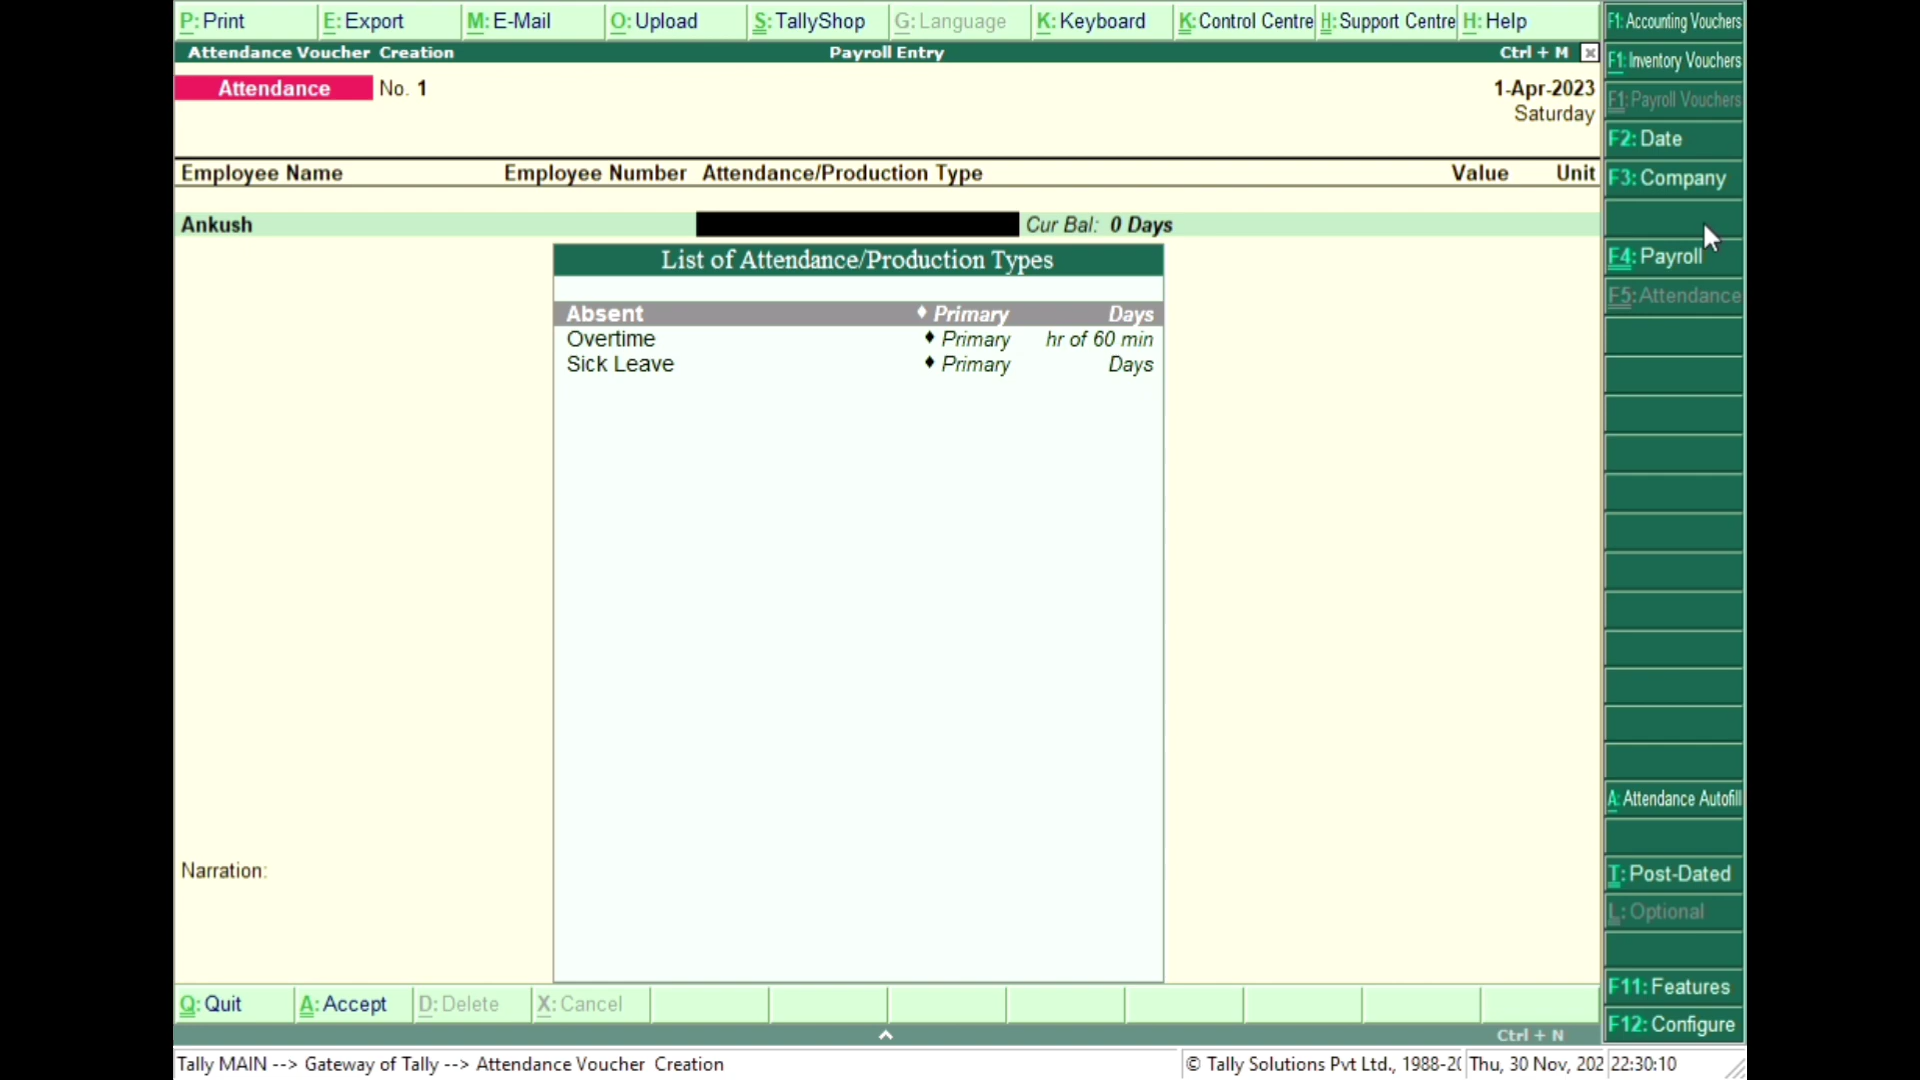 P: Print E: Export M: E-Mail O: Upload S: TallyShop G: Language K: Keyboard K: Control Centre H: Support Centre H: Help F1: Accounting Vouchers
Attendance Voucher Creation Payroll Entry Ctrl + M
F1: Inventory Vouchers
Attendance No. 1 1-Apr-2023
Saturday
F1: Payroll Vouchers
F2: Date
Employee Name Employee Number Attendance/Production Type Value Unit
F3: Company
Ankush Cur Bal: 0 Days
List of Attendance/Production Types
F4: Payroll
F5: Attendance
Absent ♦ Primary Days
Overtime ♦ Primary hr of 60 min
Sick Leave ♦ Primary Days
A: Attendance Autofill
Narration:
T: Post-Dated
L: Optional
F11: Features
Q: Quit A: Accept D: Delete X: Cancel
F12: Configure
Ctrl + N
Tally MAIN --> Gateway of Tally --> Attendance Voucher Creation © Tally Solutions Pvt Ltd., 1988-20 Thu, 30 Nov, 202 22:30:10